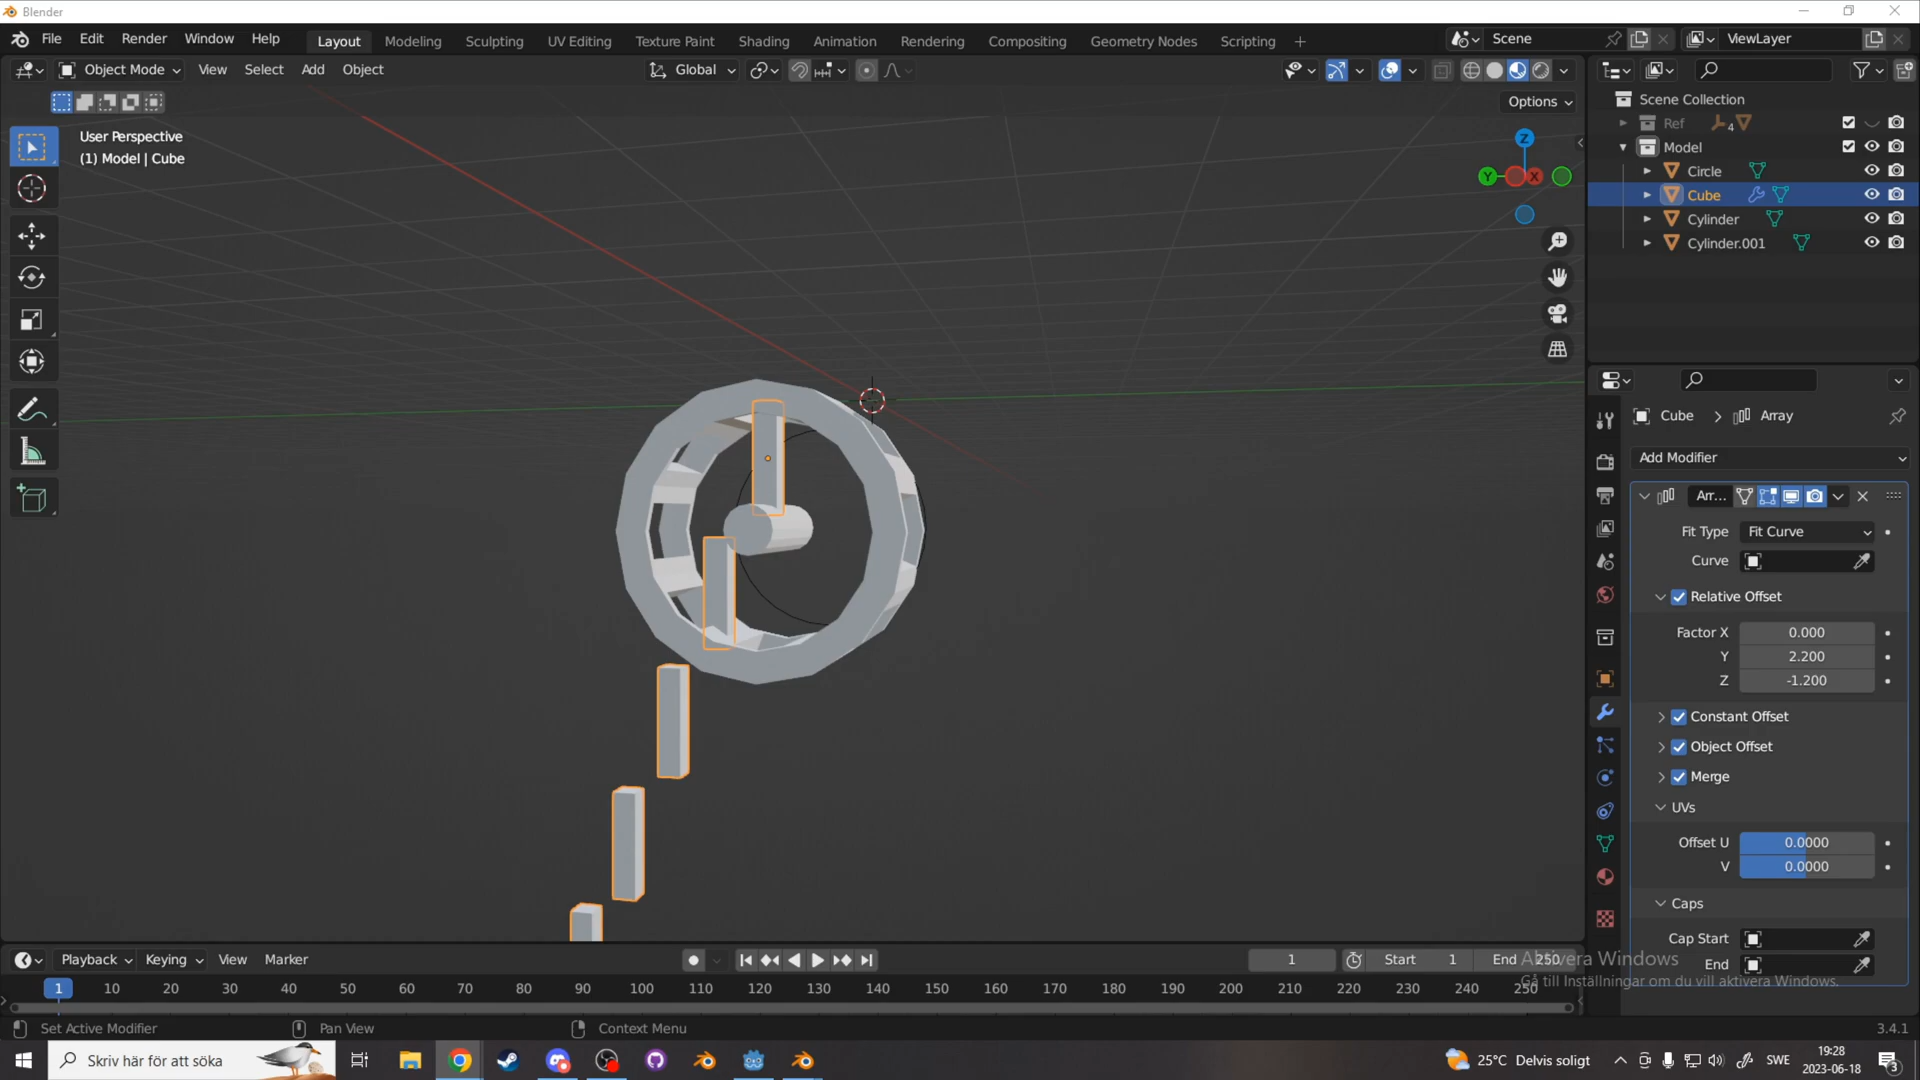 Blender
File Edit Render Window Help Layout Modeling Sculpting UV Editing Texture Paint Shading Animation Rendering Compositing Geometry Nodes Scripting + Scene ViewLayer
Object Mode View Select Add Object Global
Options
User Perspective
(1) Model | Cube
Z
Y X
Scene Collection
Ref 4
Model
Circle
Cube
Cylinder
Cylinder.001
Cube > Array
Add Modifier
Arr...
Fit Type Fit Curve
Curve
Relative Offset
Factor X 0.000
Y 2.200
Z -1.200
Constant Offset
Object Offset
Merge
UVs
Offset U 0.0000
V 0.0000
Caps
Cap Start
End
Aktivera Windows
Gå till Inställningar om du vill aktivera Windows.
Playback Keying View Marker 1 Start 1 End 250
1 10 20 30 40 50 60 70 80 90 100 110 120 130 140 150 160 170 180 190 200 210 220 230 240 250
Set Active Modifier Pan View Context Menu 3.4.1
Skriv här för att söka 25°C Delvis soligt SWE 19:28
2023-06-18 3